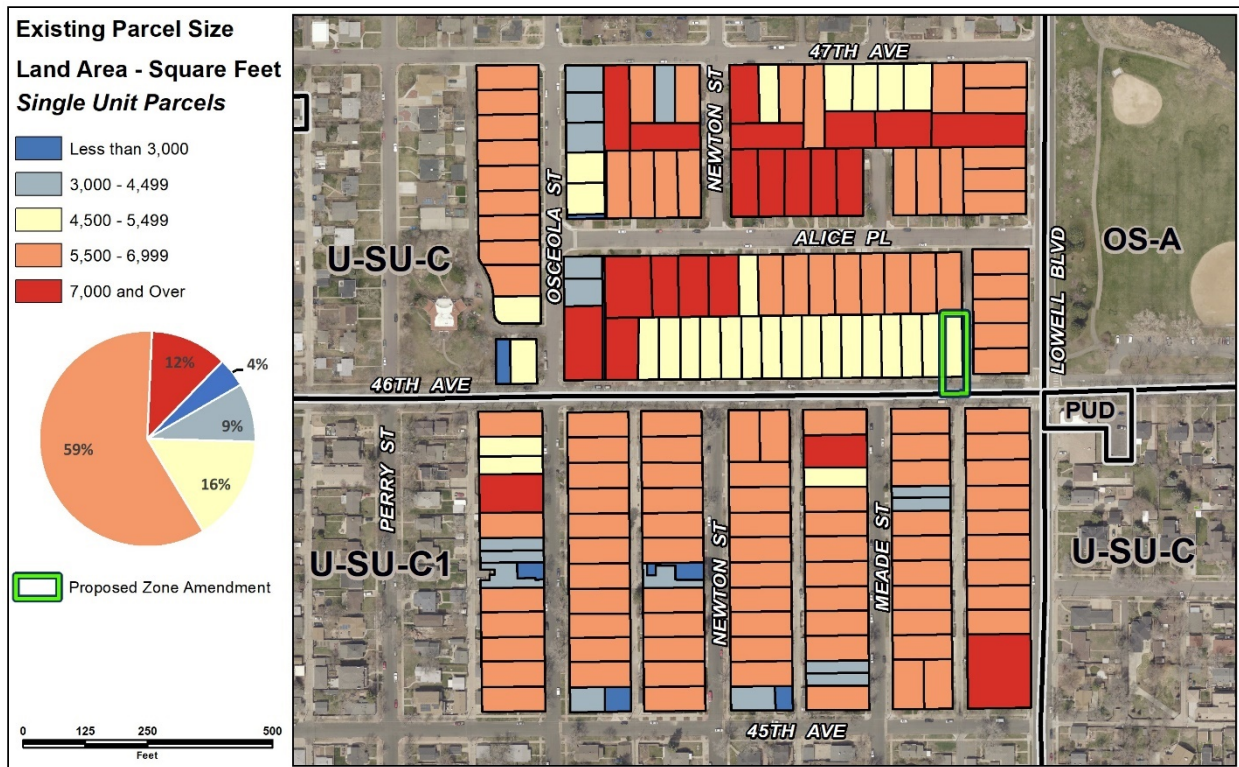 Existing Parcel Size
Land Area - Square Feet
Single Unit Parcels
Less than 3,000
3,000 - 4,499
4,500 - 5,499
5,500 - 6,999
7,000 and Over
12%
4%
9%
16%
59%
Proposed Zone Amendment
0 125 250 500
Feet
47TH AVE
NEWTON ST
OSCEOLA ST
ALICE PL
U-SU-C
OS-A
LOWELL BLVD
46TH AVE
PUD
PERRY ST
U-SU-C1
NEWTON ST
MEADE ST
U-SU-C
45TH AVE